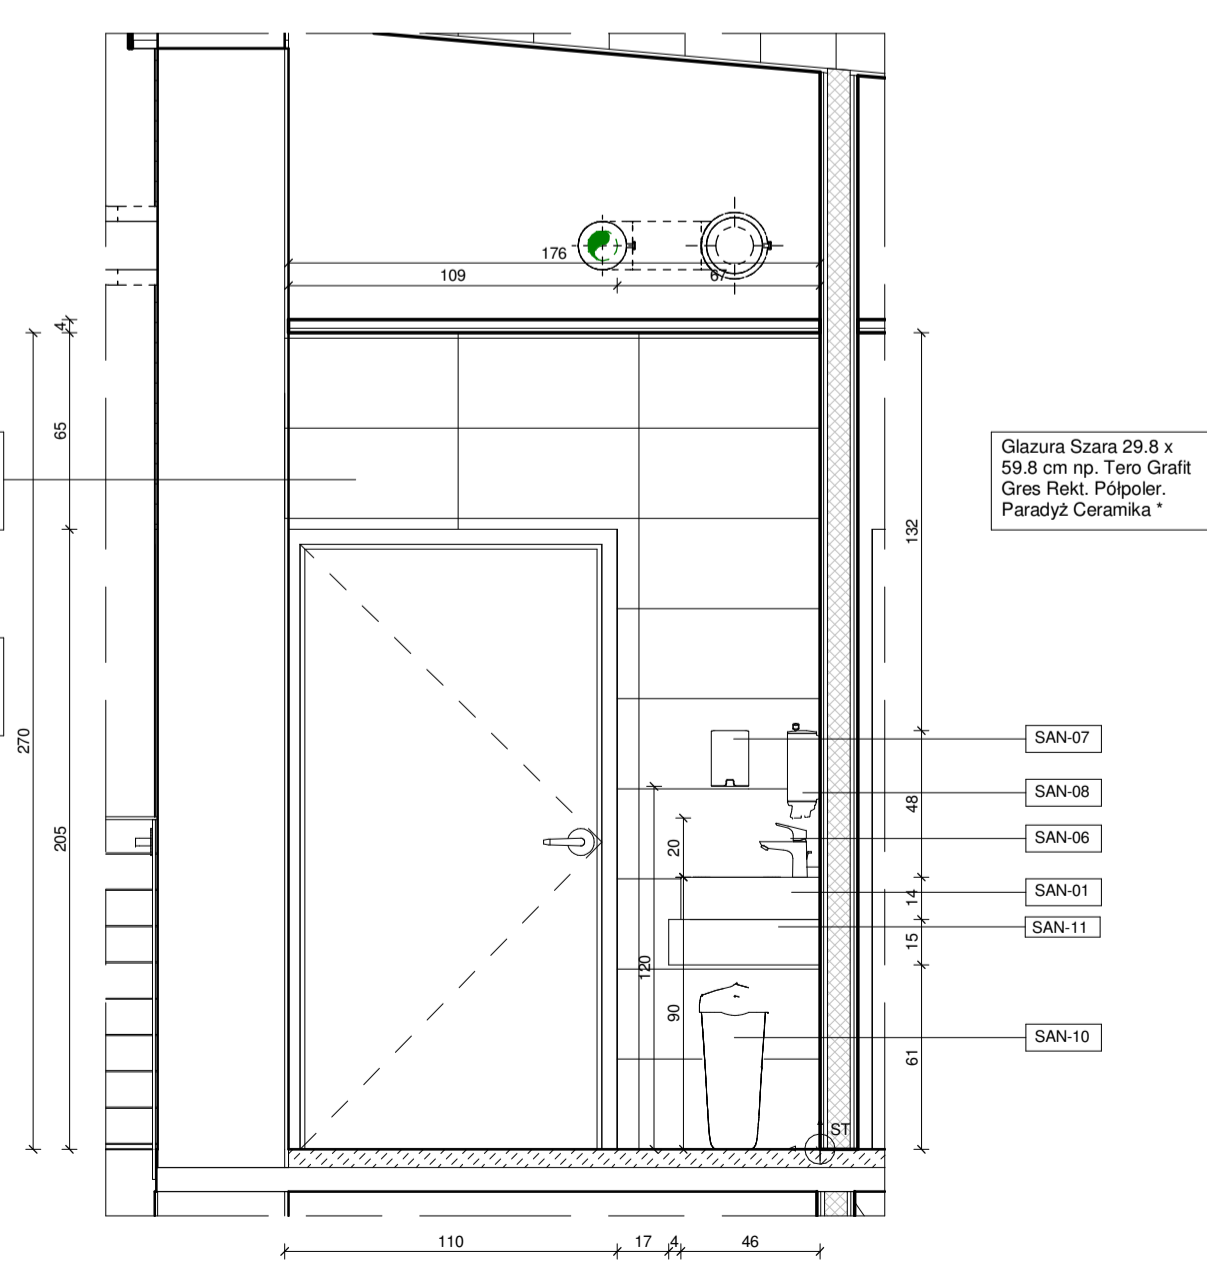 176
109
67
4
65
Glazura Szara 29.8 x
59.8 cm np. Tero Grafit
Gres Rekt. Półpoler.
Paradyż Ceramika *
132
270
205
SAN-07
SAN-08
48
20
SAN-06
14
SAN-01
SAN-11
15
120
90
SAN-10
61
ST
110
17
4
46